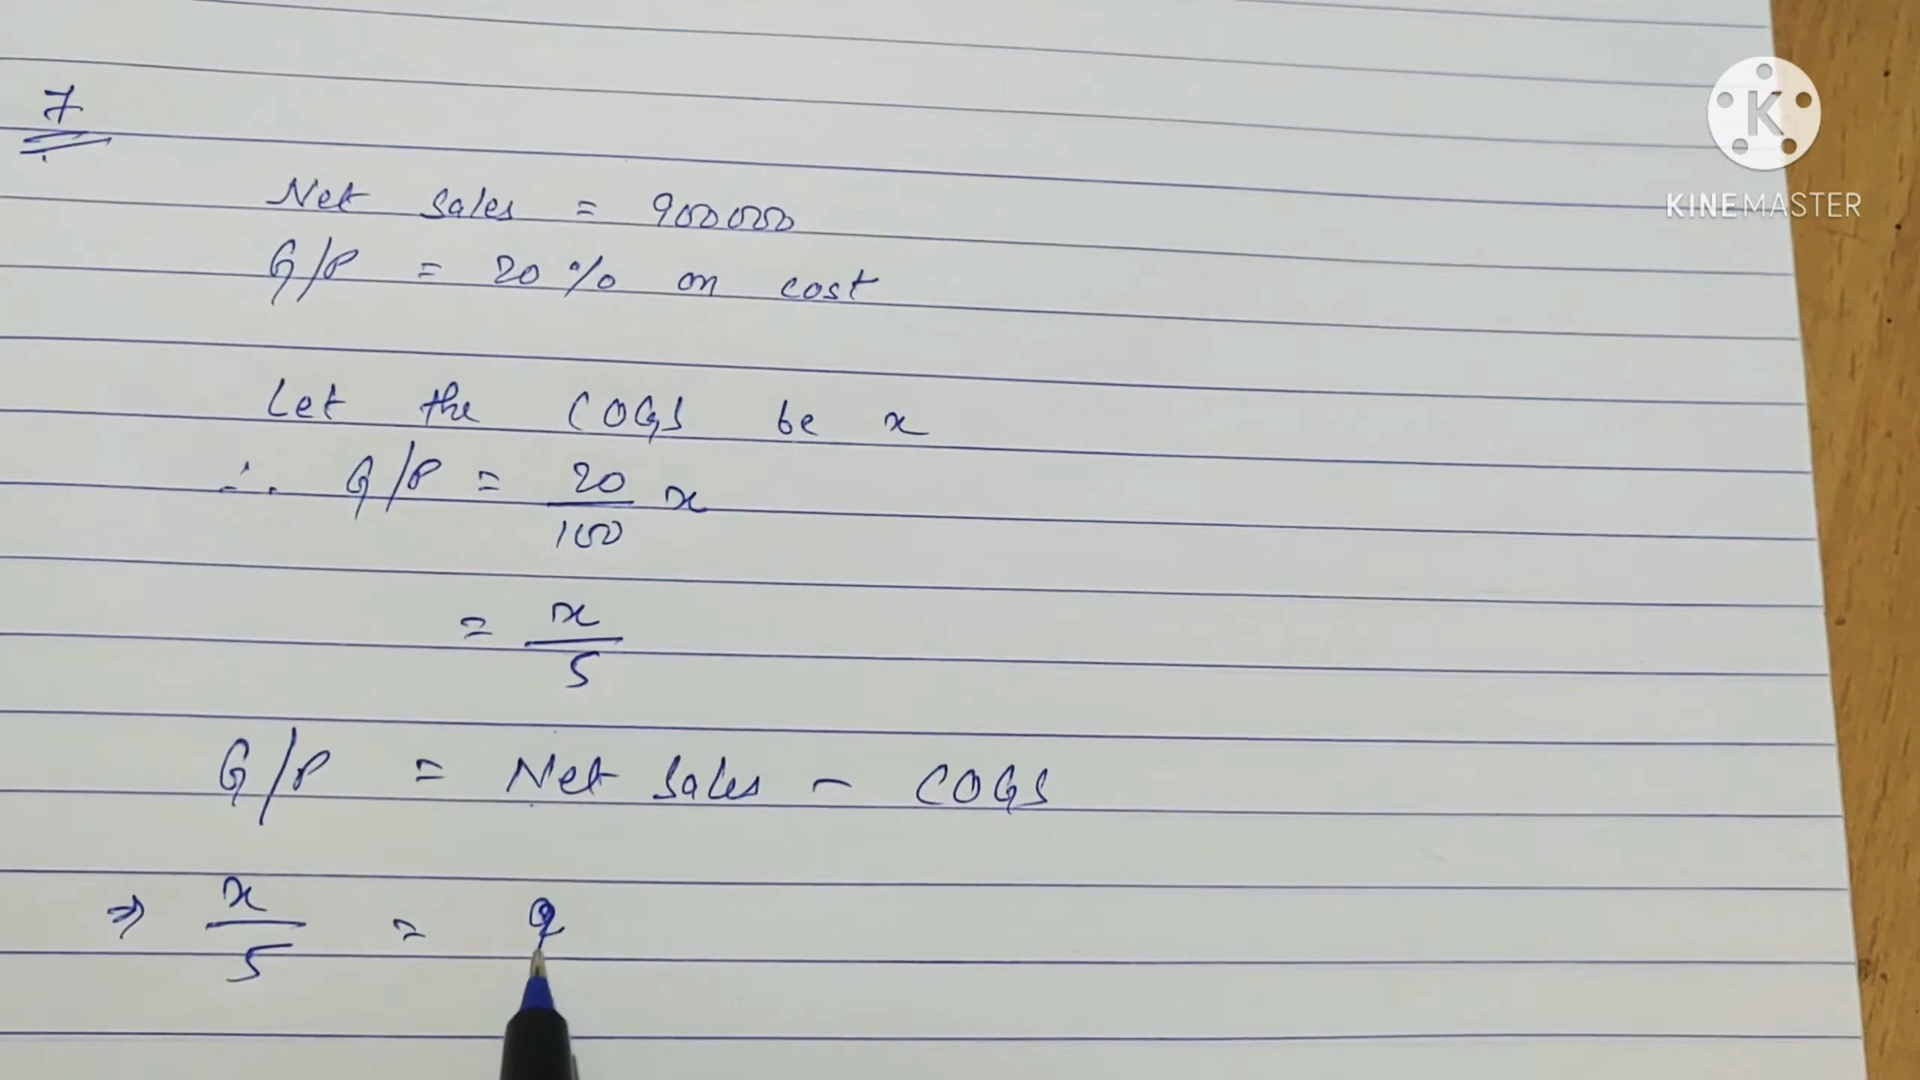 7
Net Sales = 900000
G/P = 20% on cost
Let the COGS be x
∴ G/P = 20/100 x
= x/5
G/P = Net Sales - COGS
⇒ x/5 = 9
K
KINEMASTER